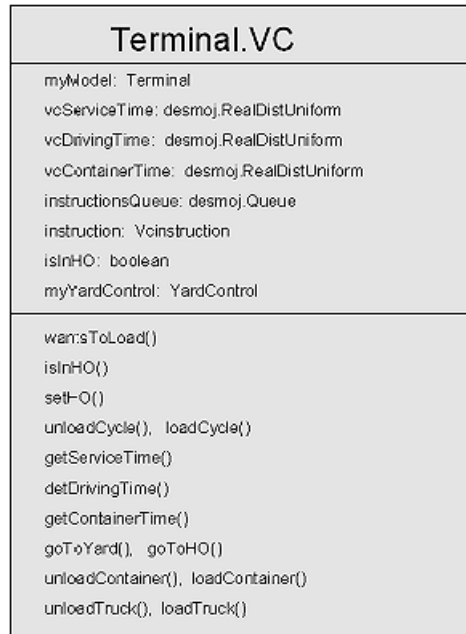 Terminal.VC
myModel: Terminal
vcServiceTime: desmoj.RealDistUniform
vcDrivingTime: desmoj.RealDistUniform
vcContainerTime: desmoj.RealDistUniform
instructionsQueue: desmoj.Queue
instruction: Vcinstruction
isInHO: boolean
myYardControl: YardControl
wantsToLoad()
isInHO()
setHO()
unloadCycle(), loadCycle()
getServiceTime()
detDrivingTime()
getContainerTime()
goToYard(), goToHO()
unloadContainer(), loadContainer()
unloadTruck(), loadTruck()